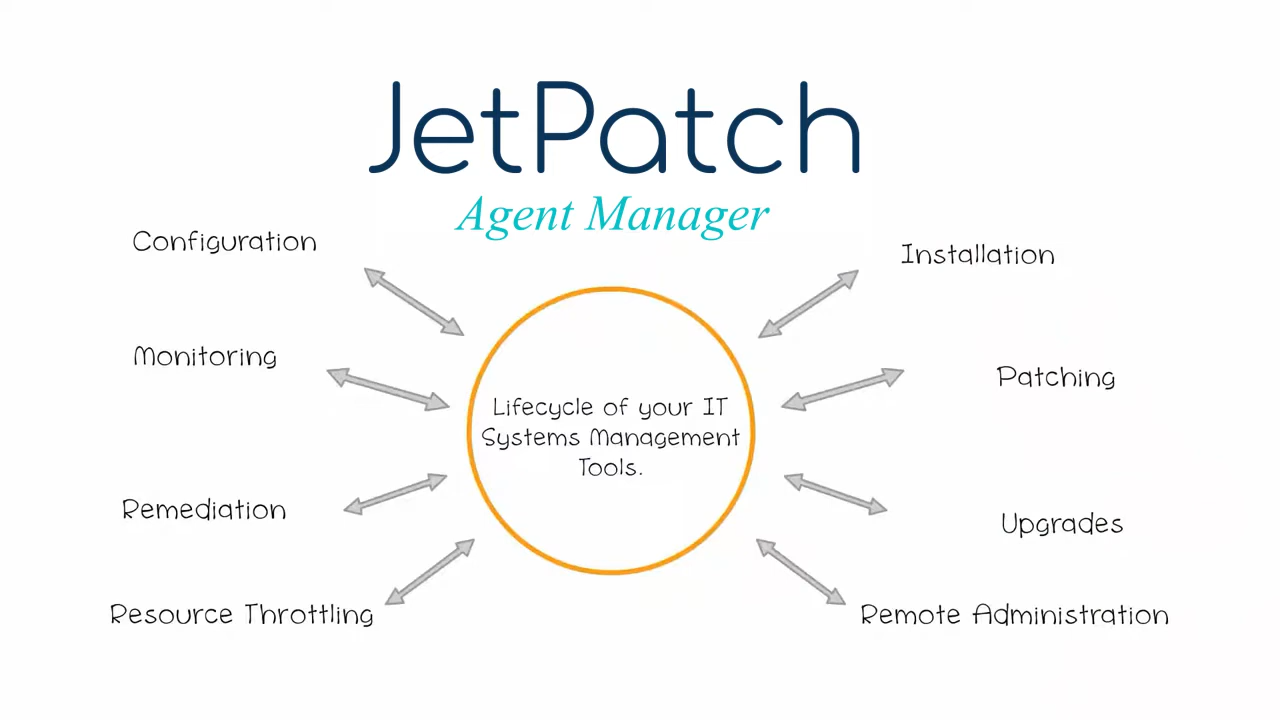 JetPatch
Agent Manager
Configuration
Installation
Monitoring
Patching
Lifecycle of your IT
Systems Management
Tools.
Remediation
Upgrades
Resource Throttling
Remote Administration